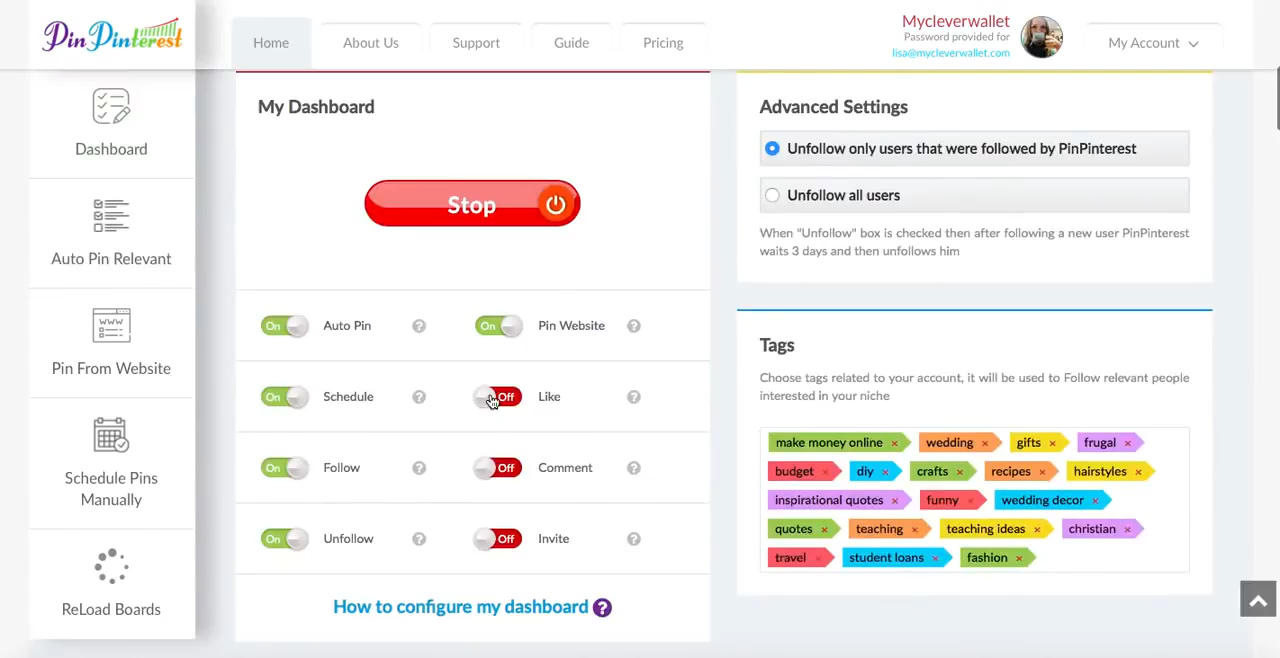 PinPinterest
Home
About Us
Support
Guide
Pricing
Mycleverwallet
Password provided for
lisa@mycleverwallet.com
My Account
Dashboard
Auto Pin Relevant
www
Pin From Website
Schedule Pins
Manually
ReLoad Boards
My Dashboard
Stop
On Auto Pin ? On Pin Website ?
On Schedule ? Off Like ?
On Follow ? Off Comment ?
On Unfollow ? Off Invite ?
How to configure my dashboard ?
Advanced Settings
Unfollow only users that were followed by PinPinterest
Unfollow all users
When "Unfollow" box is checked then after following a new user PinPinterest
waits 3 days and then unfollows him
Tags
Choose tags related to your account, it will be used to Follow relevant people
interested in your niche
make money online × wedding × gifts × frugal ×
budget × diy × crafts × recipes × hairstyles ×
inspirational quotes × funny × wedding decor ×
quotes × teaching × teaching ideas × christian ×
travel × student loans × fashion ×